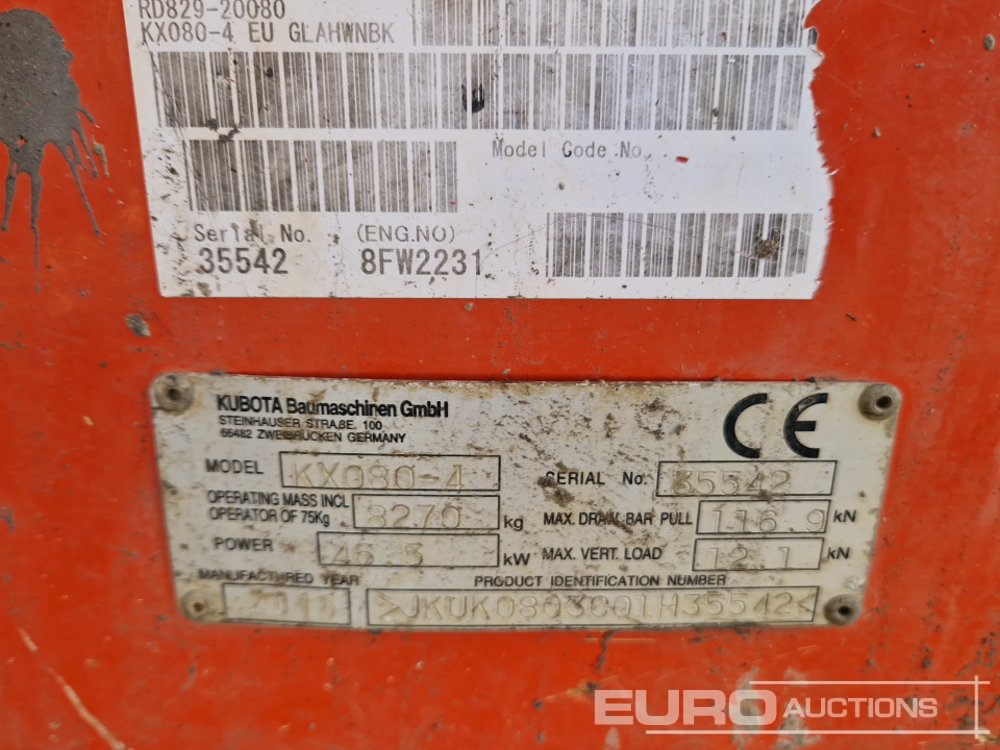 RD829-20080
KX080-4 EU GLAHWNBK
Model Code No.
Serial No. (ENG.NO)
35542 8FW2231
KUBOTA Baumaschinen GmbH
STEINHAUSER STRAßE. 100
66482 ZWEIBRÜCKEN GERMANY
CE
MODEL KX080-4 SERIAL No. 35542
OPERATING MASS INCL
OPERATOR OF 75Kg 8270 kg MAX. DRAW BAR PULL 116.9 kN
POWER 45.5 kW MAX. VERT. LOAD 12.1 kN
MANUFACTURED YEAR PRODUCT IDENTIFICATION NUMBER
>JKUK0803C01H35542<
EURO AUCTIONS